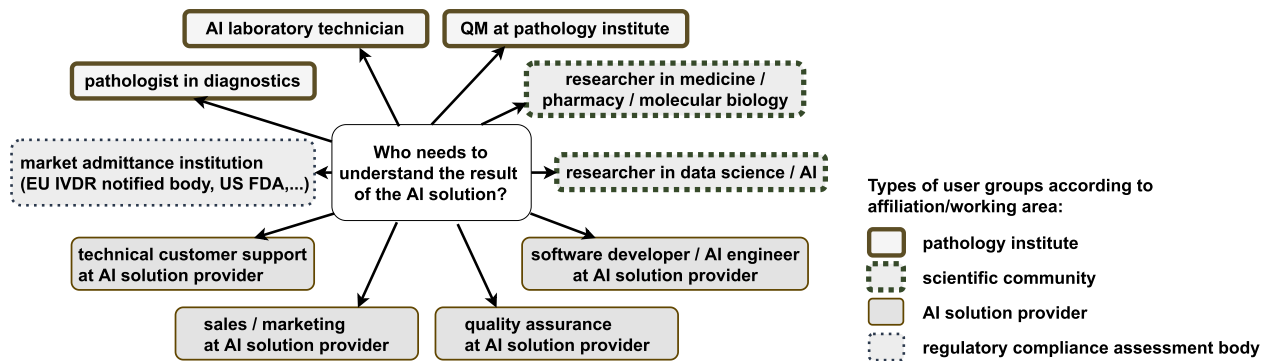 AI laboratory technician
QM at pathology institute
pathologist in diagnostics
researcher in medicine /
pharmacy / molecular biology
market admittance institution
(EU IVDR notified body, US FDA,...)
Who needs to
understand the result
of the AI solution?
researcher in data science / AI
technical customer support
at AI solution provider
software developer / AI engineer
at AI solution provider
sales / marketing
at AI solution provider
quality assurance
at AI solution provider
Types of user groups according to
affiliation/working area:
pathology institute
scientific community
AI solution provider
regulatory compliance assessment body